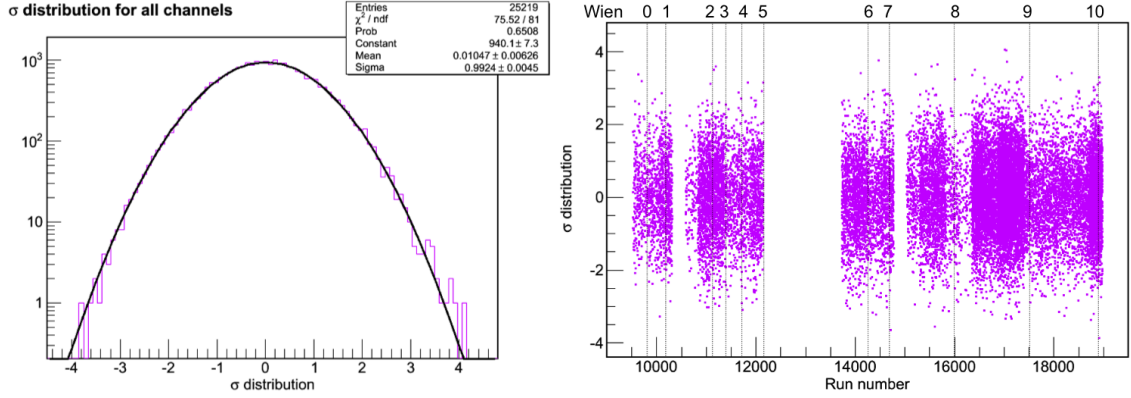 σ distribution for all channels
Entries 25219
χ² / ndf 75.52 / 81
Prob 0.6508
Constant 940.1± 7.3
Mean 0.01047 ± 0.00626
Sigma 0.9924 ± 0.0045
10³
10²
10
1
-4 -3 -2 -1 0 1 2 3 4
σ distribution
Wien 0 1 2 3 4 5 6 7 8 9 10
4
2
0
-2
-4
σ distribution
10000 12000 14000 16000 18000
Run number